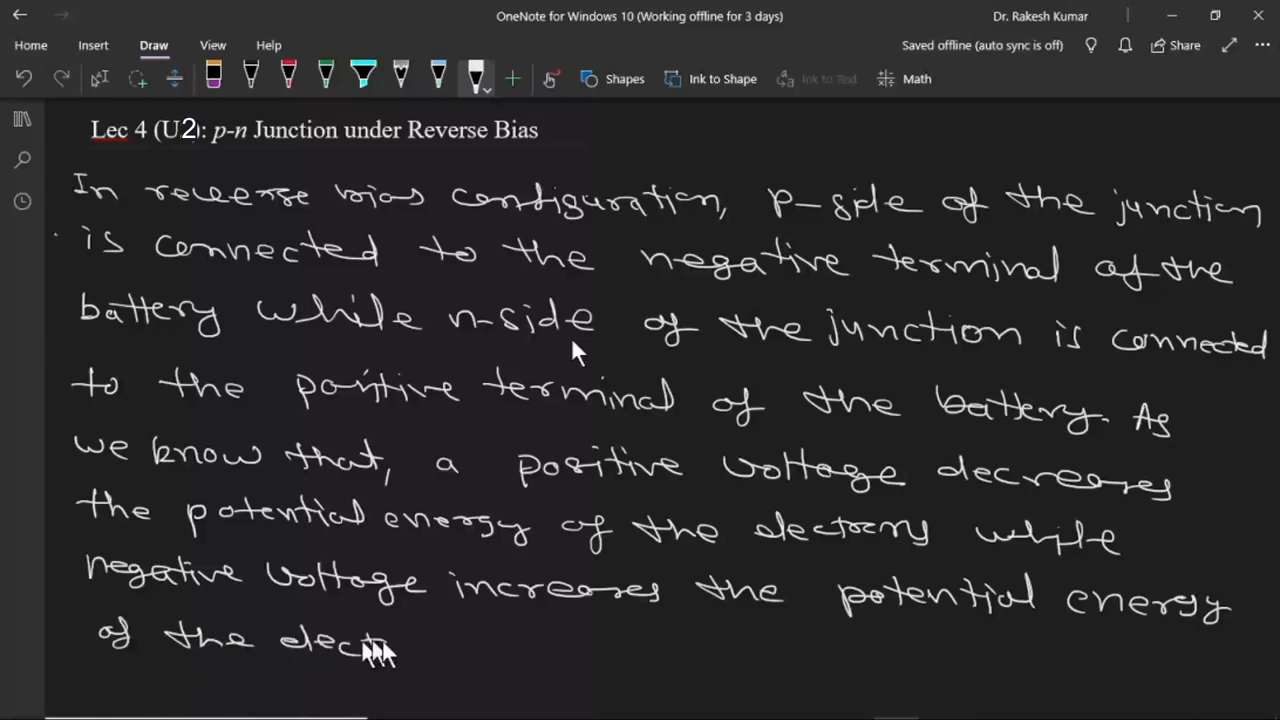 OneNote for Windows 10 (Working offline for 3 days)
Dr. Rakesh Kumar
Home Insert Draw View Help
Saved offline (auto sync is off) Share
Shapes Ink to Shape Ink to Text Math
Lec 4 (U2): p-n Junction under Reverse Bias
In reverse bias configuration, p-side of the junction
is connected to the negative terminal of the
battery while n-side of the junction is connected
to the positive terminal of the battery. As
we know that, a positive voltage decreases
the potential energy of the electrons while
negative voltage increases the potential energy
of the elect